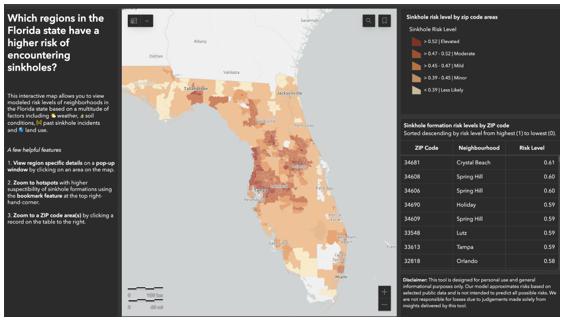 Which regions in the
Florida state have a
higher risk of
encountering
sinkholes?
This interactive map allows you to view
modeled risk levels of neighborhoods in
the Florida state based on a multitude of
factors including weather, soil
conditions, past sinkhole incidents
and land use.
A few helpful features
1. View region specific details on a pop-up
window by clicking on an area on the map.
2. Zoom to hotspots with higher
suspectibility of sinkhole formations using
the bookmark feature at the top right-
hand-corner.
3. Zoom to a ZIP code area(s) by clicking a
record on the table to the right.
Savannah
Albany
Dothan
Valdosta
Tallahassee
Jacksonville
Miami
Sinkhole risk level by zip code areas
Sinkhole Risk Level
> 0.52 | Elevated
> 0.47 - 0.52 | Moderate
> 0.45 - 0.47 | Mild
> 0.39 - 0.45 | Minor
< 0.39 | Less Likely
Sinkhole formation risk levels by ZIP code
Sorted descending by risk level from highest (1) to lowest (0).
ZIP Code Neighbourhood Risk Level
34681 Crystal Beach 0.61
34608 Spring Hill 0.60
34606 Spring Hill 0.60
34690 Holiday 0.59
34609 Spring Hill 0.59
33548 Lutz 0.59
33613 Tampa 0.59
32818 Orlando 0.58
Disclaimer: This tool is designed for personal use and general
informational purposes only. Our model approximates risks based on
selected public data and is not intended to predict all possible risks. We
are not responsible for losses due to judgements made solely from
insights delivered by this tool.